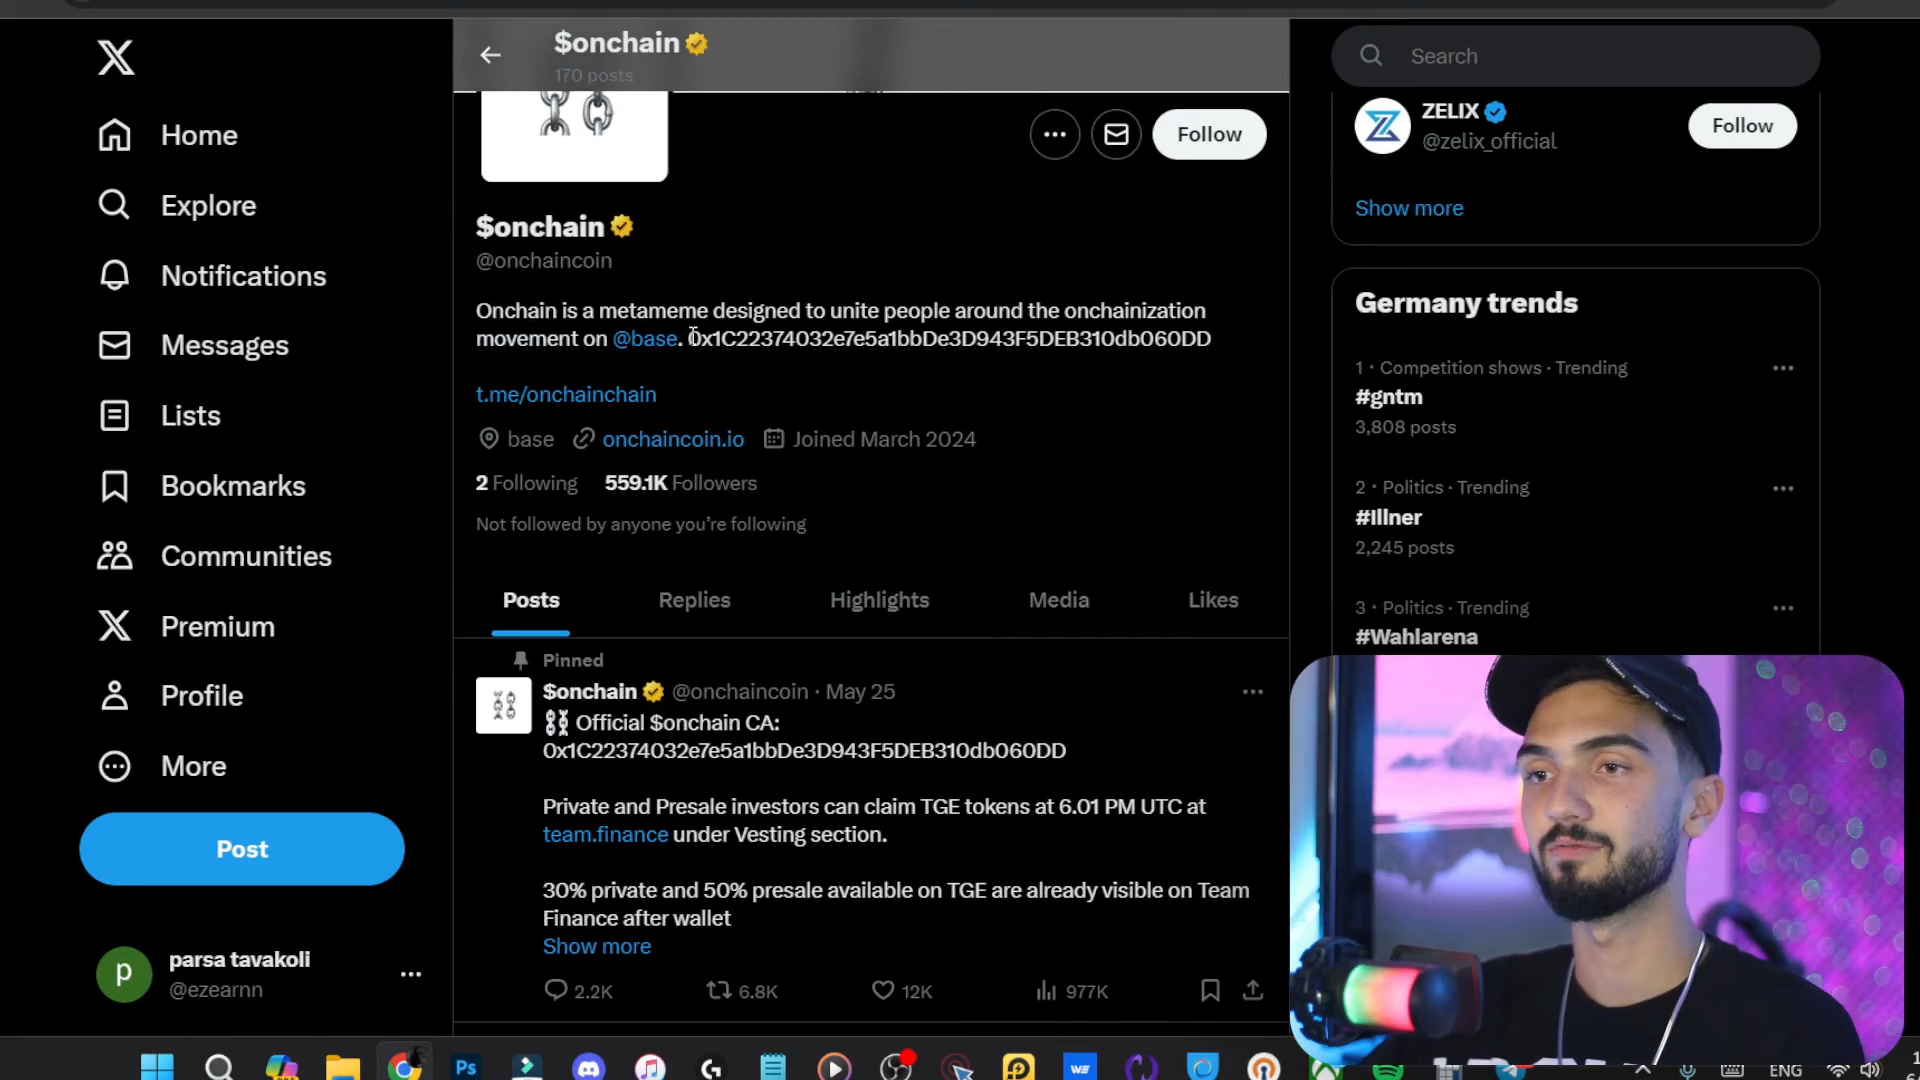 $onchain
170 posts
Search
Home
Explore
Notifications
Messages
Lists
Bookmarks
Communities
Premium
Profile
More
Post
parsa tavakoli
@ezearnn
Follow
$onchain
@onchaincoin
Onchain is a metameme designed to unite people around the onchainization
movement on @base. 0x1C22374032e7e5a1bbDe3D943F5DEB310db060DD
t.me/onchainchain
base onchaincoin.io Joined March 2024
2 Following 559.1K Followers
Not followed by anyone you're following
Posts Replies Highlights Media Likes
Pinned
$onchain @onchaincoin · May 25
Official $onchain CA:
0x1C22374032e7e5a1bbDe3D943F5DEB310db060DD
Private and Presale investors can claim TGE tokens at 6.01 PM UTC at
team.finance under Vesting section.
30% private and 50% presale available on TGE are already visible on Team
Finance after wallet
Show more
2.2K 6.8K 12K 977K
ZELIX
@zelix_official
Follow
Show more
Germany trends
1 · Competition shows · Trending
#gntm
3,808 posts
2 · Politics · Trending
#Illner
2,245 posts
3 · Politics · Trending
#Wahlarena
Ps
WE
ENG